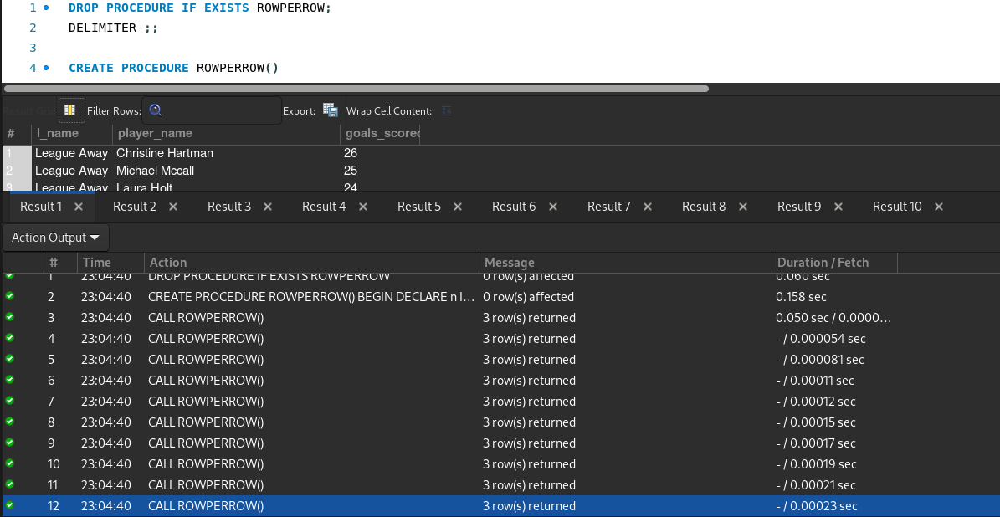 1 DROP PROCEDURE IF EXISTS ROWPERROW;
2 DELIMITER ;;
3
4 CREATE PROCEDURE ROWPERROW()
Result Grid Filter Rows: Export: Wrap Cell Content: IA
# l_name player_name goals_scored
1 League Away Christine Hartman 26
2 League Away Michael Mccall 25
3 League Away Laura Holt 24
Result 1 × Result 2 × Result 3 × Result 4 × Result 5 × Result 6 × Result 7 × Result 8 × Result 9 × Result 10 ×
Action Output
# Time Action Message Duration / Fetch
1 23:04:40 DROP PROCEDURE IF EXISTS ROWPERROW 0 row(s) affected 0.060 sec
2 23:04:40 CREATE PROCEDURE ROWPERROW() BEGIN DECLARE n I... 0 row(s) affected 0.158 sec
3 23:04:40 CALL ROWPERROW() 3 row(s) returned 0.050 sec / 0.0000...
4 23:04:40 CALL ROWPERROW() 3 row(s) returned - / 0.000054 sec
5 23:04:40 CALL ROWPERROW() 3 row(s) returned - / 0.000081 sec
6 23:04:40 CALL ROWPERROW() 3 row(s) returned - / 0.00011 sec
7 23:04:40 CALL ROWPERROW() 3 row(s) returned - / 0.00012 sec
8 23:04:40 CALL ROWPERROW() 3 row(s) returned - / 0.00015 sec
9 23:04:40 CALL ROWPERROW() 3 row(s) returned - / 0.00017 sec
10 23:04:40 CALL ROWPERROW() 3 row(s) returned - / 0.00019 sec
11 23:04:40 CALL ROWPERROW() 3 row(s) returned - / 0.00021 sec
12 23:04:40 CALL ROWPERROW() 3 row(s) returned - / 0.00023 sec